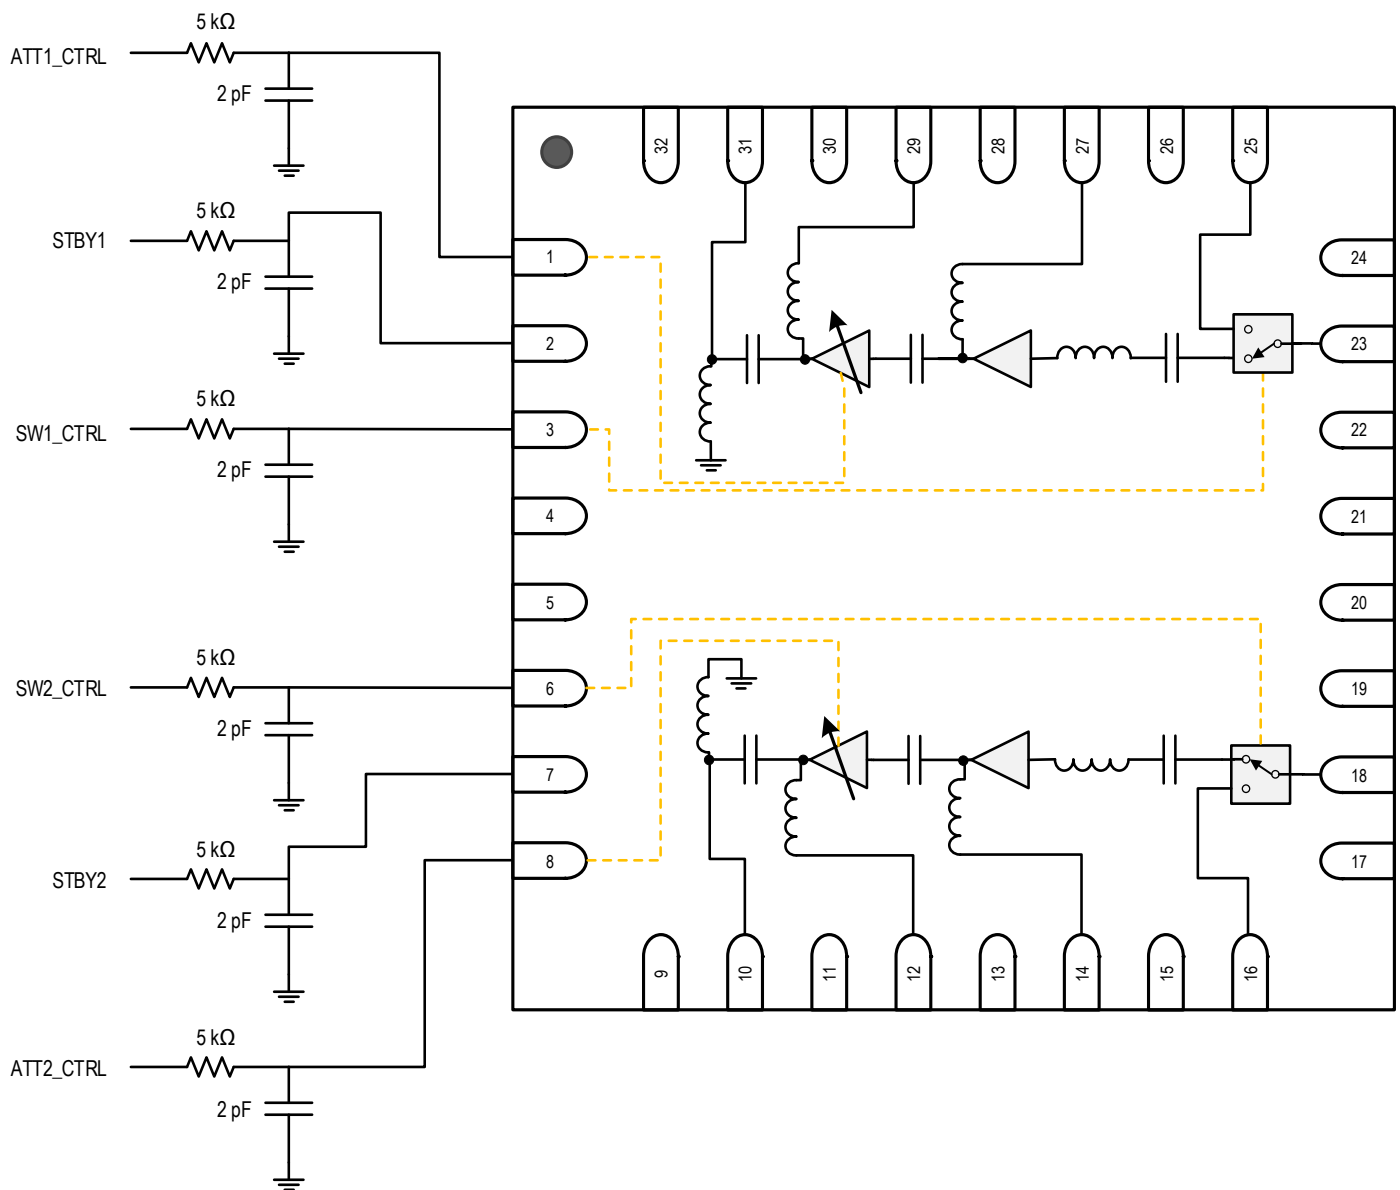 5 kΩ
ATT1_CTRL
2 pF
5 kΩ
STBY1
2 pF
5 kΩ
SW1_CTRL
2 pF
5 kΩ
SW2_CTRL
2 pF
5 kΩ
STBY2
2 pF
5 kΩ
ATT2_CTRL
2 pF
32 31 30 29 28 27 26 25
1
2
3
4
5
6
7
8
24
23
22
21
20
19
18
17
9 10 11 12 13 14 15 16